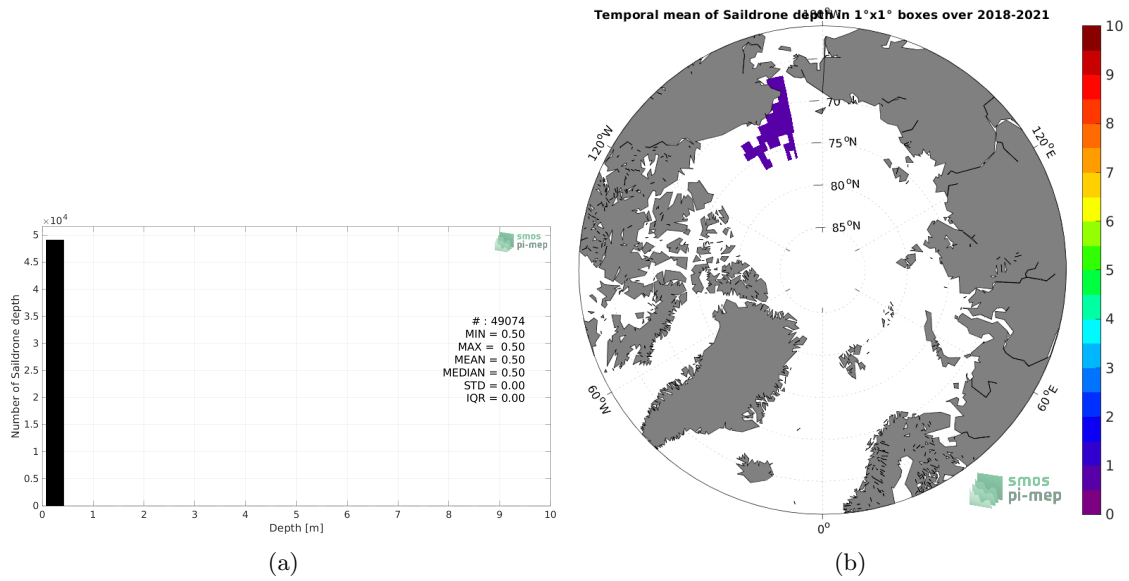 Temporal mean of Saildrone depth in 1°x1° boxes over 2018-2021
180°W
120°W
120°E
60°W
60°E
0°
70°N
75°N
80°N
85°N
10
9
8
7
6
5
4
3
2
1
0
smos
pi-mep
×10⁴
5
4.5
4
3.5
3
2.5
2
1.5
1
0.5
0
Number of Saildrone depth
smos
pi-mep
# : 49074
MIN = 0.50
MAX = 0.50
MEAN = 0.50
MEDIAN = 0.50
STD = 0.00
IQR = 0.00
0 1 2 3 4 5 6 7 8 9 10
Depth [m]
(a)
(b)